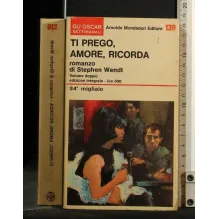 GLI OSCAR
SETTIMANALI
Arnoldo Mondadori Editore
139
TI PREGO,
AMORE, RICORDA
romanzo
di Stephen Wendt
Volume doppio
edizione integrale - lire 500
34° migliaio